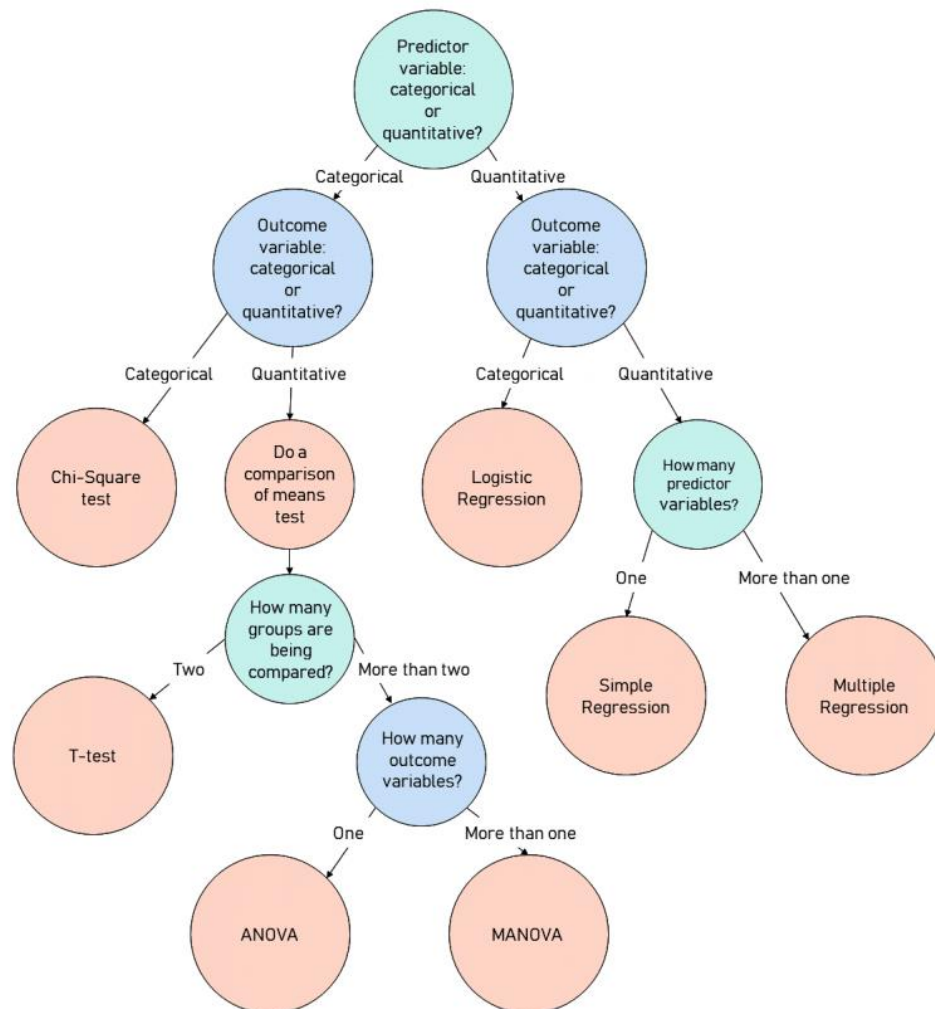 Predictor
variable:
categorical
or
quantitative?
Categorical
Quantitative
Outcome
variable:
categorical
or
quantitative?
Outcome
variable:
categorical
or
quantitative?
Categorical
Quantitative
Categorical
Quantitative
Chi-Square
test
Do a
comparison
of means
test
Logistic
Regression
How many
predictor
variables?
One
More than one
How many
groups are
being
compared?
Two
More than two
Simple
Regression
Multiple
Regression
T-test
How many
outcome
variables?
One
More than one
ANOVA
MANOVA